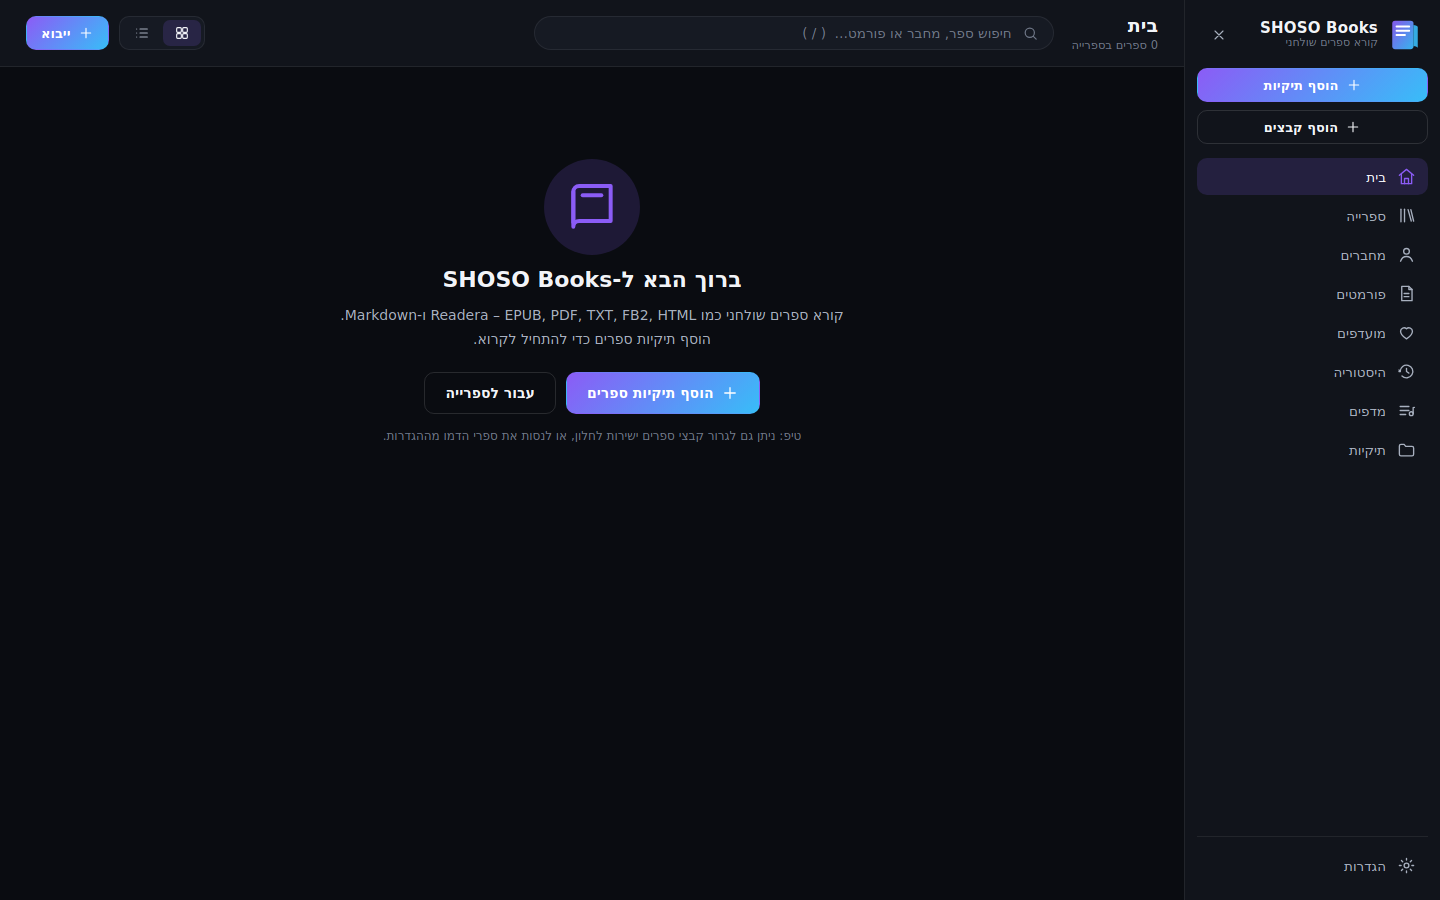 SHOSO Books
קורא ספרים שולחני
הוסף תיקיות
הוסף קבצים
בית
ספרייה
מחברים
פורמטים
מועדפים
היסטוריה
מדפים
תיקיות
הגדרות
בית
0 ספרים בספרייה
חיפוש ספר, מחבר או פורמט… ( / )
ייבוא
ברוך הבא ל-SHOSO Books
קורא ספרים שולחני כמו Readera – EPUB, PDF, TXT, FB2, HTML ו-Markdown.
הוסף תיקיות ספרים כדי להתחיל לקרוא.
הוסף תיקיות ספרים
עבור לספרייה
טיפ: ניתן גם לגרור קבצי ספרים ישירות לחלון, או לנסות את ספרי הדמו מההגדרות.